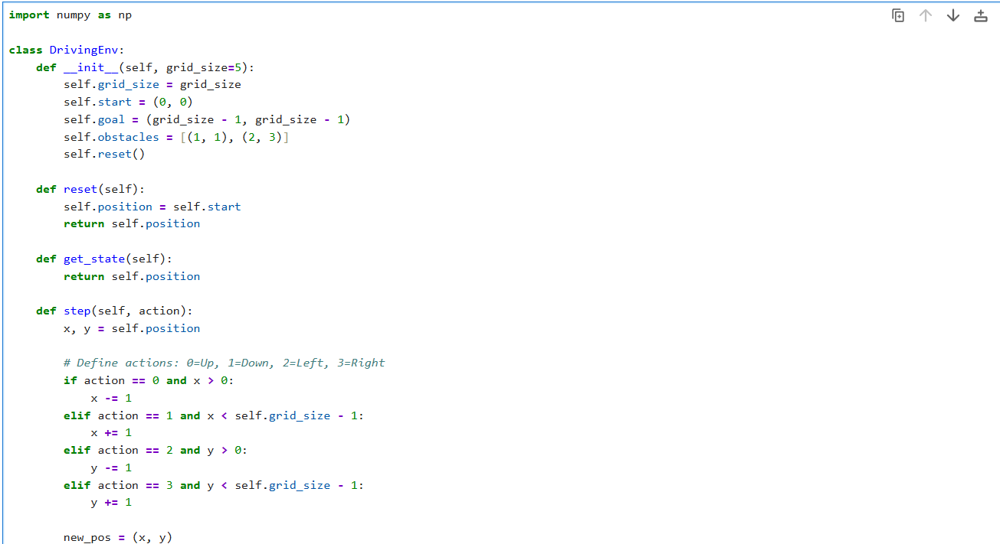 import numpy as np

class DrivingEnv:
    def __init__(self, grid_size=5):
        self.grid_size = grid_size
        self.start = (0, 0)
        self.goal = (grid_size - 1, grid_size - 1)
        self.obstacles = [(1, 1), (2, 3)]
        self.reset()

    def reset(self):
        self.position = self.start
        return self.position

    def get_state(self):
        return self.position

    def step(self, action):
        x, y = self.position

        # Define actions: 0=Up, 1=Down, 2=Left, 3=Right
        if action == 0 and x > 0:
            x -= 1
        elif action == 1 and x < self.grid_size - 1:
            x += 1
        elif action == 2 and y > 0:
            y -= 1
        elif action == 3 and y < self.grid_size - 1:
            y += 1

        new_pos = (x, y)